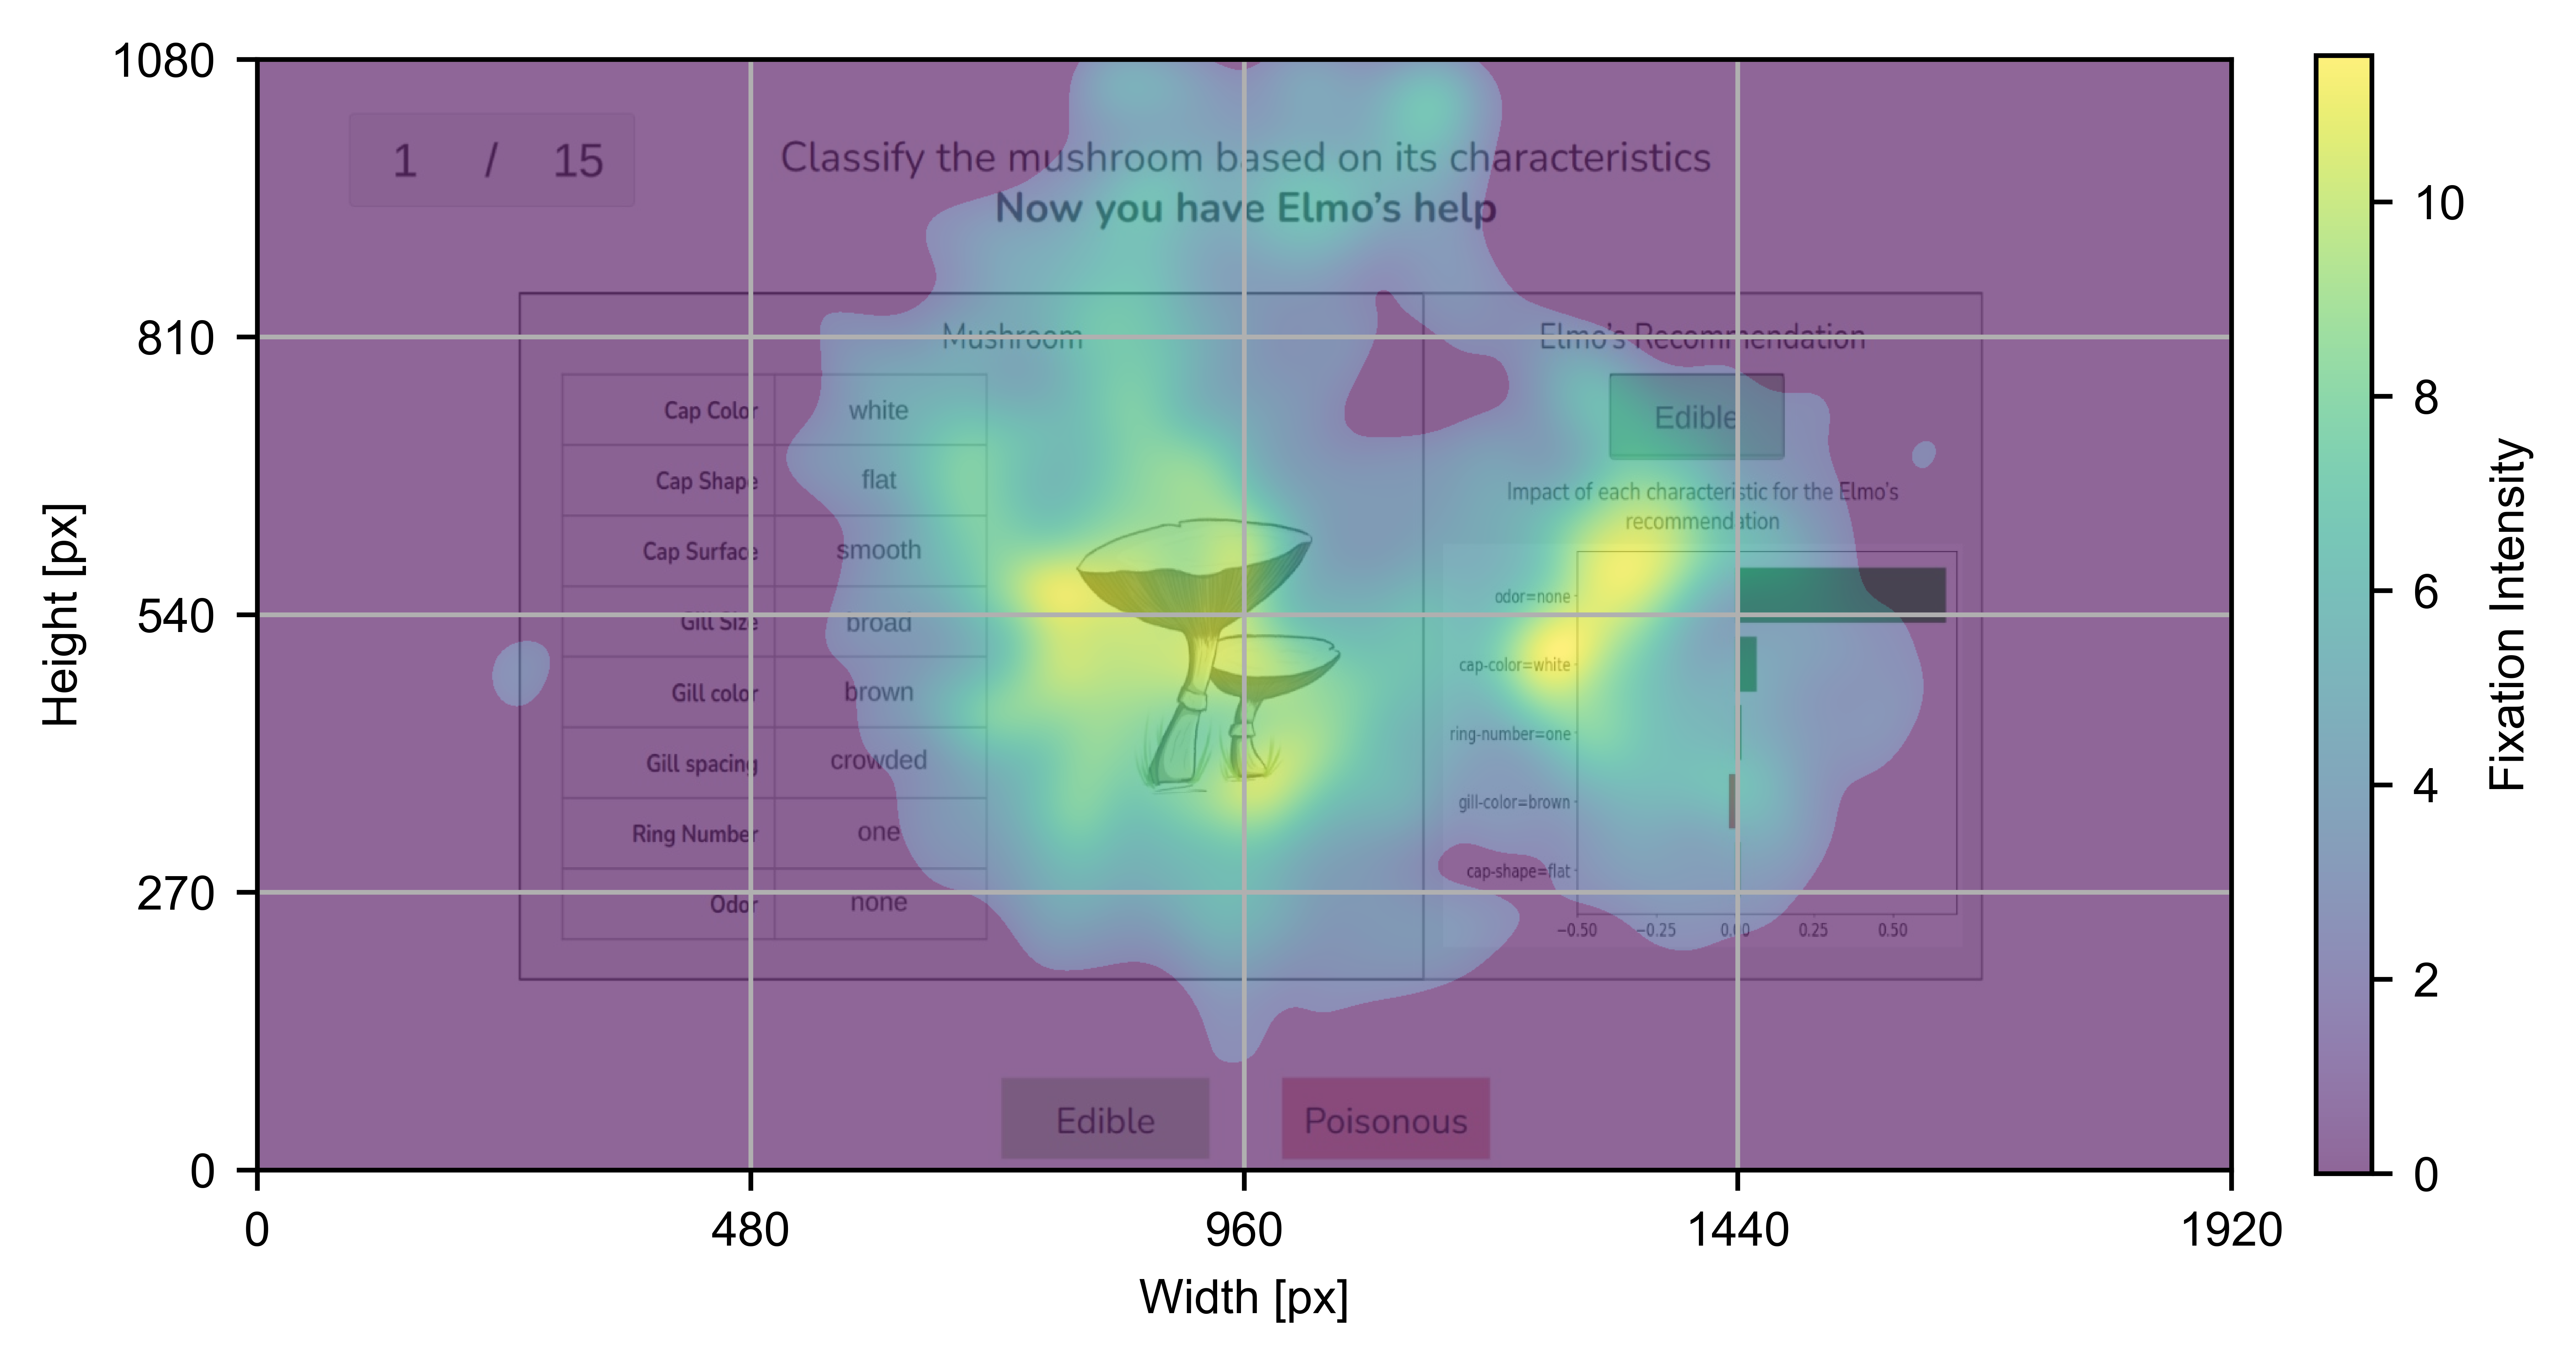 1080
810
540
270
0
Height [px]
0
480
960
1440
1920
Width [px]
1 / 15
Classify the mushroom based on its characteristics
Now you have Elmo’s help
Mushroom
Cap Color white
Cap Shape flat
Cap Surface smooth
Gill Size broad
Gill color brown
Gill spacing crowded
Ring Number one
Odor none
Elmo’s Recommendation
Edible
Impact of each characteristic for the Elmo’s
recommendation
odor=none
cap-color=white
ring-number=one
gill-color=brown
cap-shape=flat
−0.50 −0.25 0.00 0.25 0.50
Edible
Poisonous
10
8
6
4
2
0
Fixation Intensity